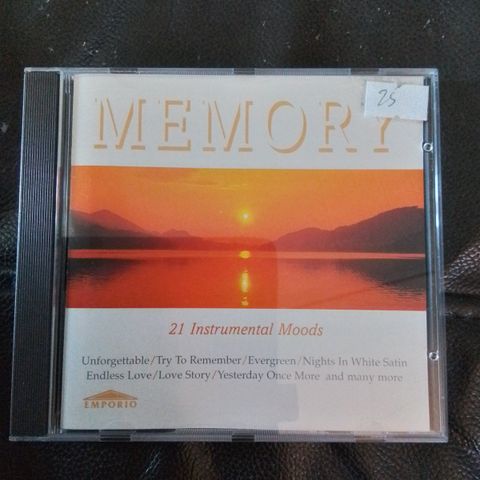 MEMORY
25
21 Instrumental Moods
Unforgettable/Try To Remember/Evergreen/Nights In White Satin
Endless Love/Love Story/Yesterday Once More and many more
EMPORIO